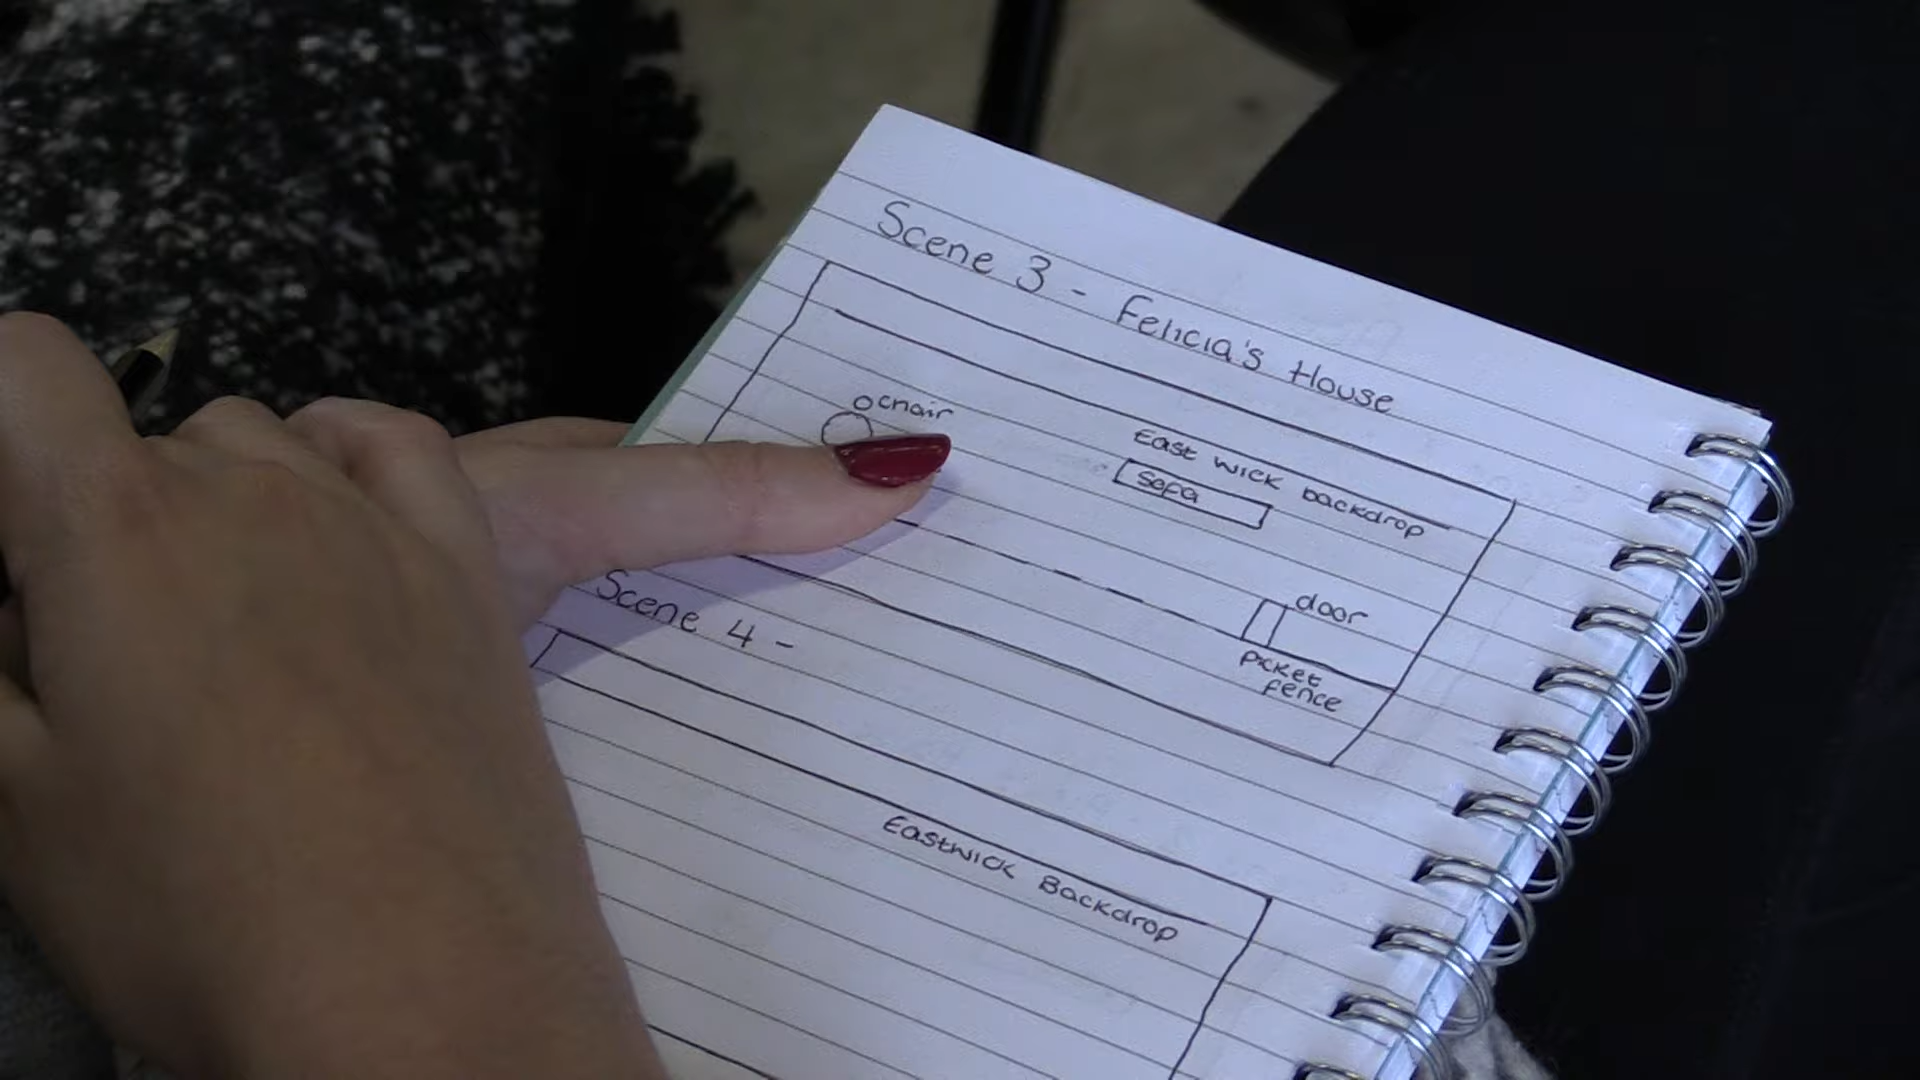 Scene 3 - Felicia's House
chair
East wick backdrop
Sofa
door
picket
fence
Scene 4 -
Eastwick Backdrop